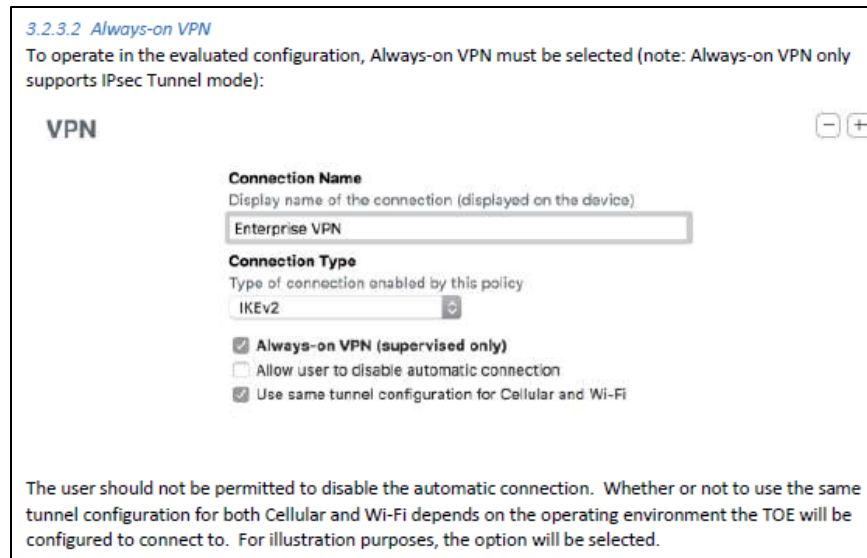 3.2.3.2 Always-on VPN
To operate in the evaluated configuration, Always-on VPN must be selected (note: Always-on VPN only
supports IPsec Tunnel mode):
VPN
Connection Name
Display name of the connection (displayed on the device)
Enterprise VPN
Connection Type
Type of connection enabled by this policy
IKEv2
Always-on VPN (supervised only)
Allow user to disable automatic connection
Use same tunnel configuration for Cellular and Wi-Fi
The user should not be permitted to disable the automatic connection. Whether or not to use the same
tunnel configuration for both Cellular and Wi-Fi depends on the operating environment the TOE will be
configured to connect to. For illustration purposes, the option will be selected.